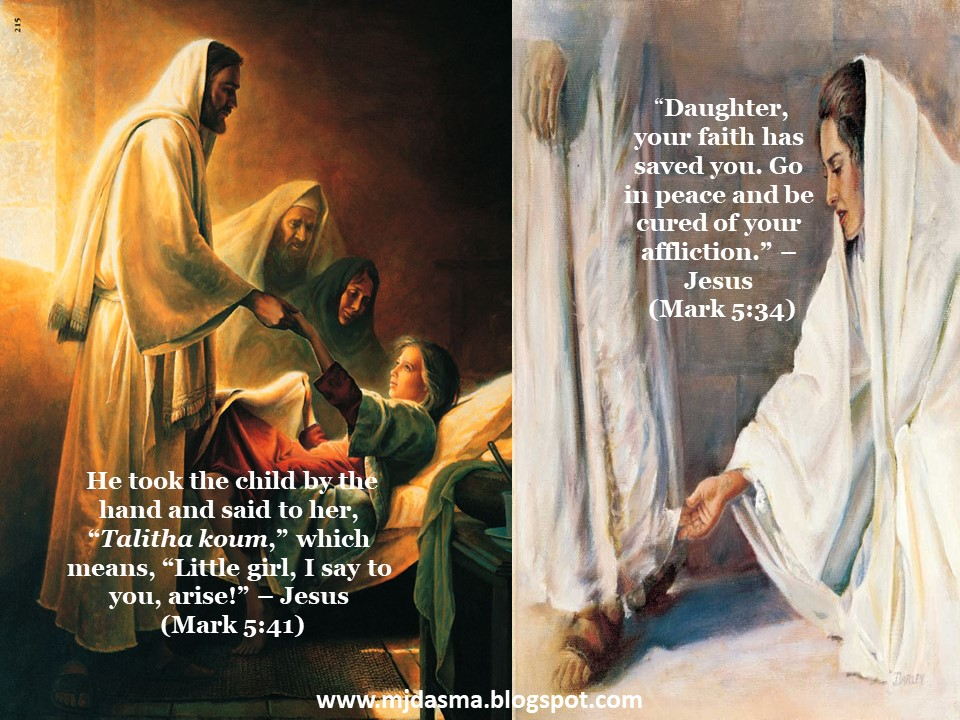 215
He took the child by the
hand and said to her,
“Talitha koum,” which
means, “Little girl, I say to
you, arise!” – Jesus
(Mark 5:41)
“Daughter,
your faith has
saved you. Go
in peace and be
cured of your
affliction.” –
Jesus
(Mark 5:34)
DARLEY
www.mjdasma.blogspot.com